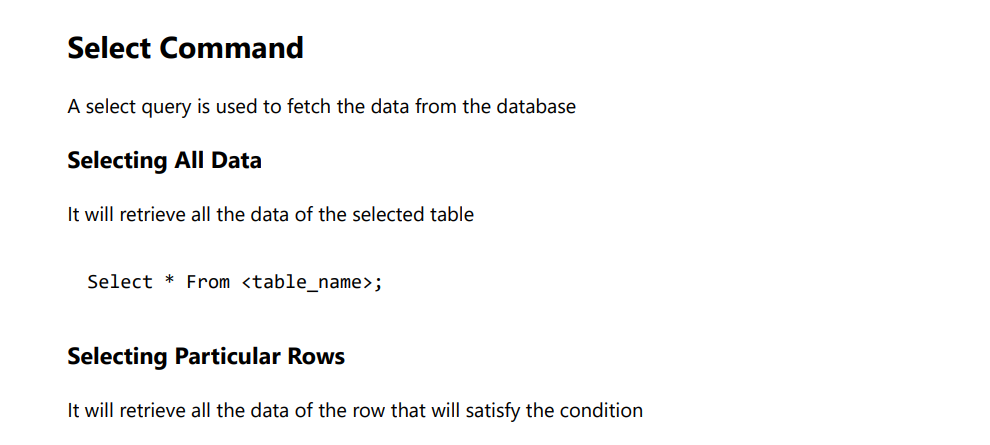 Select Command
A select query is used to fetch the data from the database
Selecting All Data
It will retrieve all the data of the selected table
Select * From <table_name>;
Selecting Particular Rows
It will retrieve all the data of the row that will satisfy the condition